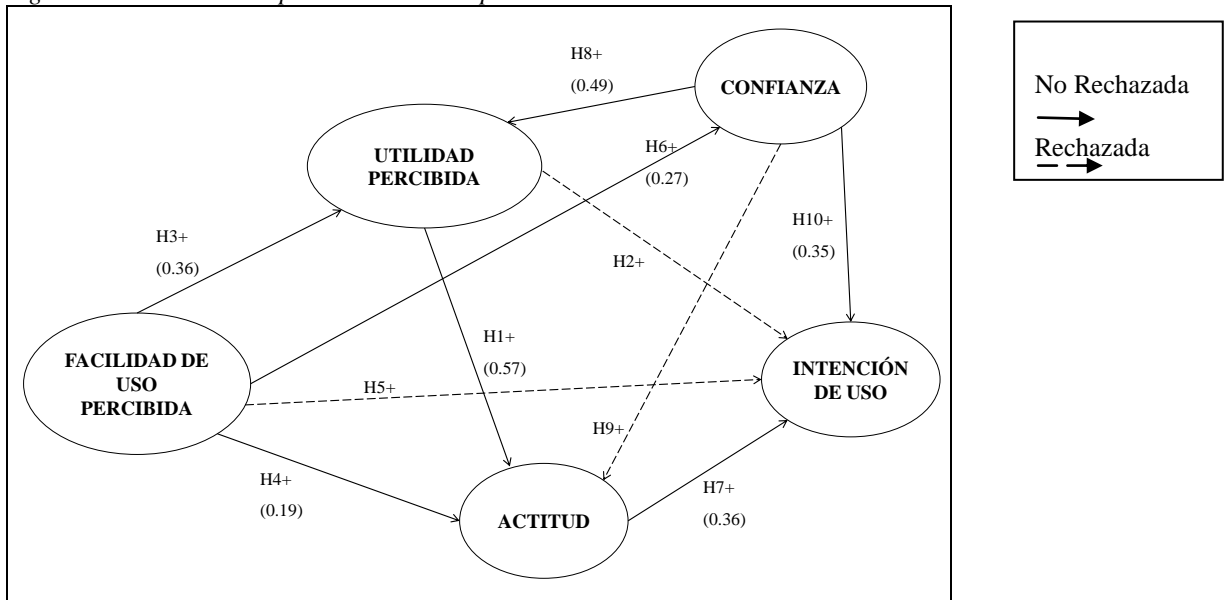 H8+
(0.49)
CONFIANZA
No Rechazada
Rechazada
UTILIDAD
PERCIBIDA
H6+
(0.27)
H10+
(0.35)
H3+
(0.36)
H2+
H1+
(0.57)
FACILIDAD DE
USO
PERCIBIDA
H5+
INTENCIÓN
DE USO
H9+
H4+
(0.19)
ACTITUD
H7+
(0.36)